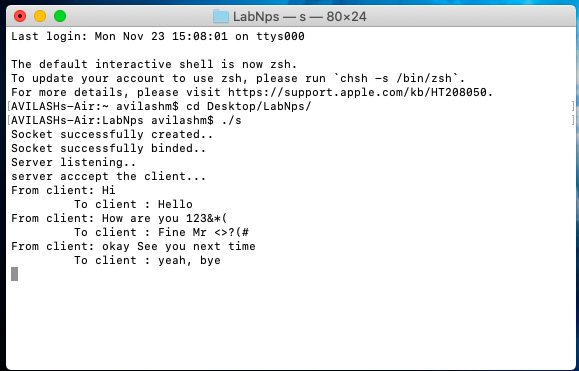 LabNps — s — 80×24
Last login: Mon Nov 23 15:08:01 on ttys000
The default interactive shell is now zsh.
To update your account to use zsh, please run `chsh -s /bin/zsh`.
For more details, please visit https://support.apple.com/kb/HT208050.
[AVILASHs-Air:~ avilashm$ cd Desktop/LabNps/ ]
[AVILASHs-Air:LabNps avilashm$ ./s ]
Socket successfully created..
Socket successfully binded..
Server listening..
server acccept the client...
From client: Hi
To client : Hello
From client: How are you 123&*(
To client : Fine Mr <>?(#
From client: okay See you next time
To client : yeah, bye